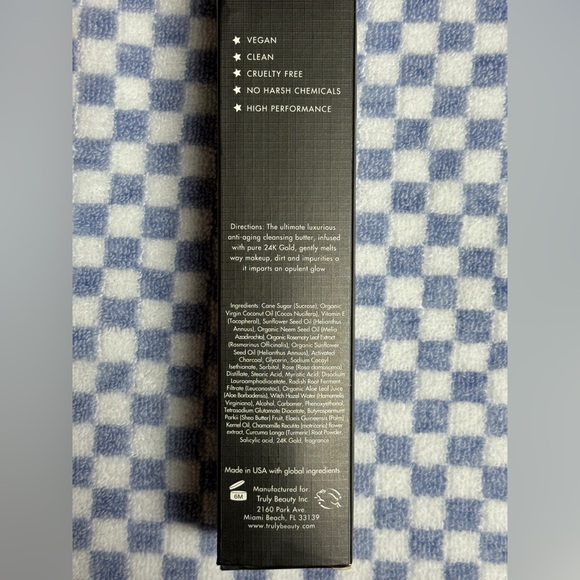 ★ VEGAN
★ CLEAN
★ CRUELTY FREE
★ NO HARSH CHEMICALS
★ HIGH PERFORMANCE
Directions: The ultimate luxurious
anti-aging cleansing butter, infused
with pure 24K Gold, gently melts
way makeup, dirt and impurities a
it imparts an opulent glow
Ingredients: Cane Sugar (Sucrose), Organic
Virgin Coconut Oil (Cocos Nucifera), Vitamin E
(Tocopherol), Sunflower Seed Oil (Helianthus
Annuus), Organic Neem Seed Oil (Melia
Azadirachta), Organic Rosemary Leaf Extract
(Rosmarinus Officinalis), Organic Sunflower
Seed Oil (Helianthus Annuus), Activated
Charcoal, Glycerin, Sodium Cocoyl
Isethionate, Sorbitol, Rose (Rosa damascena)
Distillate, Stearic Acid, Myristic Acid, Disodium
Lauroamphodiacetate, Radish Root Ferment
Filtrate (Leuconostoc), Organic Aloe Leaf Juice
(Aloe Barbadensis), Witch Hazel Water (Hamamelis
Virginiana), Alcohol, Carbomer, Phenoxyethanol,
Tetrasodium Glutamate Diacetate, Butyrospermum
Parkii (Shea Butter) Fruit, Elaeis Guineensis (Palm)
Kernel Oil, Chamomilla Recutita (matricaria) flower
extract, Curcuma Longa (Turmeric) Root Powder,
Salicylic acid, 24K Gold, fragrance
Made in USA with global ingredients
6M
Manufactured for
Truly Beauty Inc
2160 Park Ave
Miami Beach, FL 33139
www.trulybeauty.com